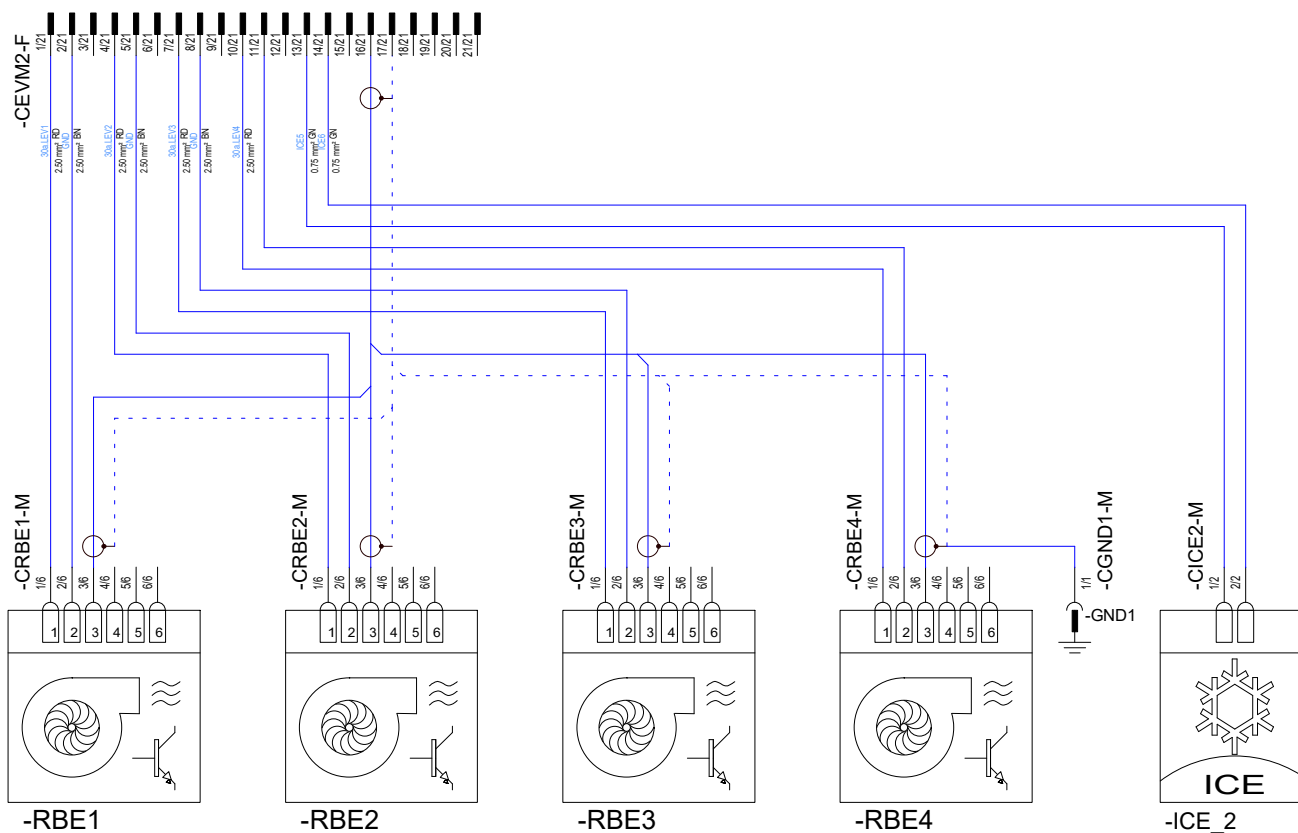 -CEVM2-F
1/21
2/21
3/21
4/21
5/21
6/21
7/21
8/21
9/21
10/21
11/21
12/21
13/21
14/21
15/21
16/21
17/21
18/21
19/21
20/21
21/21
30a.LEV1
2.50 mm² RD
GND
2.50 mm² BN
30a.LEV2
2.50 mm² RD
GND
2.50 mm² BN
30a.LEV3
2.50 mm² RD
GND
2.50 mm² BN
30a.LEV4
2.50 mm² RD
ICE5
0.75 mm² GN
ICE6
0.75 mm² GN
-CRBE1-M
1/6
2/6
3/6
4/6
5/6
6/6
-CRBE2-M
1/6
2/6
3/6
4/6
5/6
6/6
-CRBE3-M
1/6
2/6
3/6
4/6
5/6
6/6
-CRBE4-M
1/6
2/6
3/6
4/6
5/6
6/6
-CGND1-M
1/1
-CICE2-M
1/2
2/2
1 2 3 4 5 6
1 2 3 4 5 6
1 2 3 4 5 6
1 2 3 4 5 6
-GND1
ICE
-RBE1
-RBE2
-RBE3
-RBE4
-ICE_2